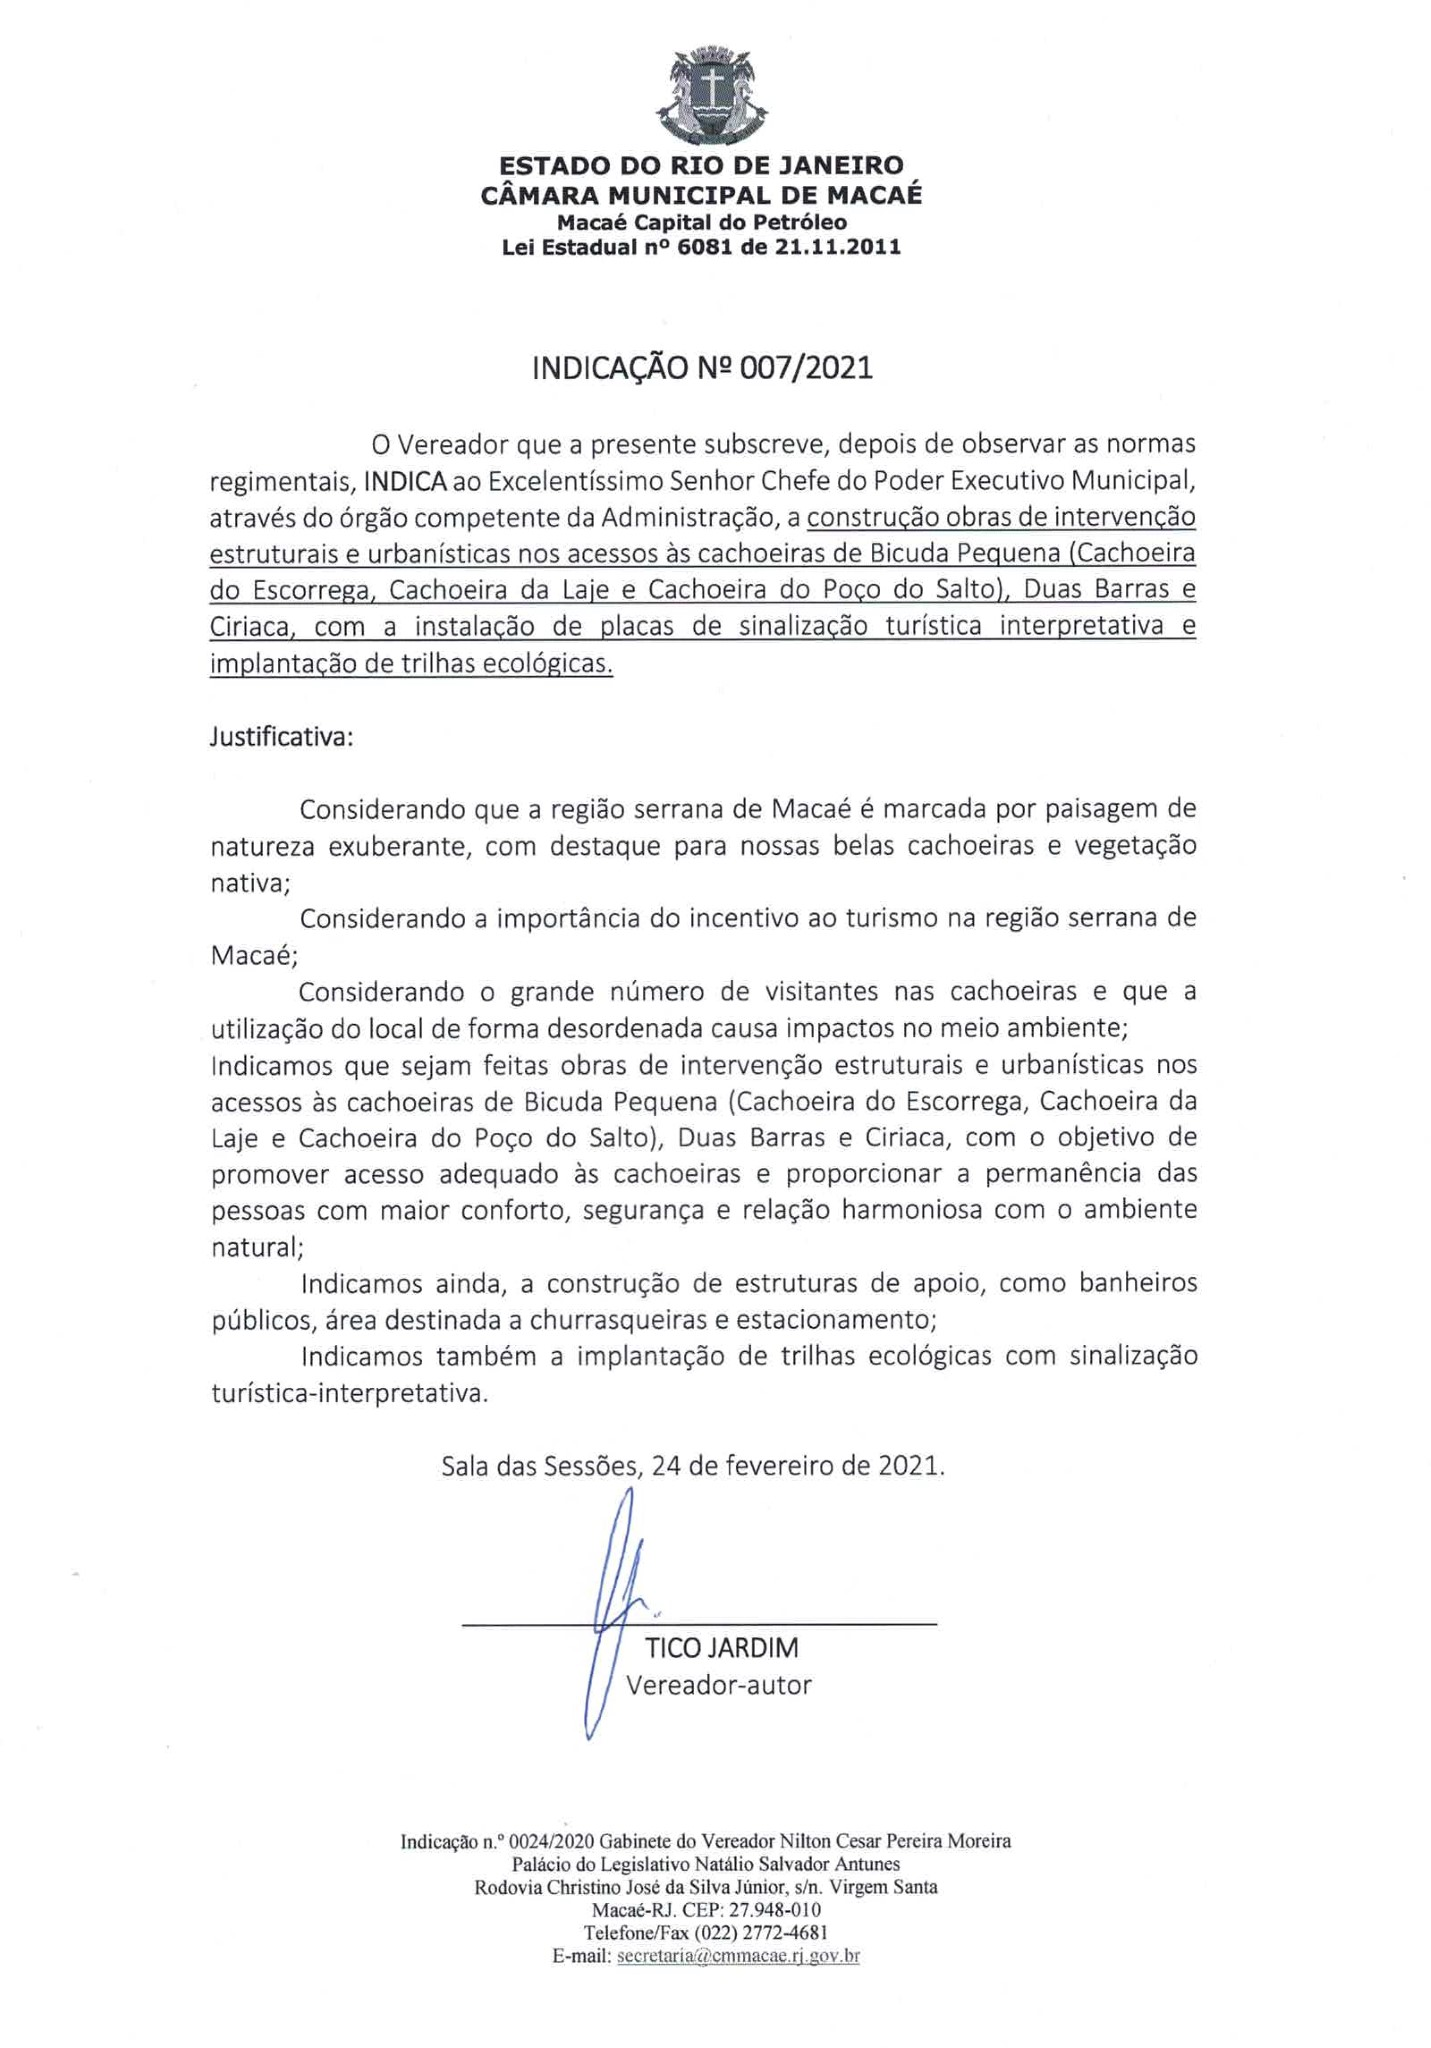 ESTADO DO RIO DE JANEIRO
CÂMARA MUNICIPAL DE MACAÉ
Macaé Capital do Petróleo
Lei Estadual nº 6081 de 21.11.2011
INDICAÇÃO Nº 007/2021
O Vereador que a presente subscreve, depois de observar as normas
regimentais, INDICA ao Excelentíssimo Senhor Chefe do Poder Executivo Municipal,
através do órgão competente da Administração, a construção obras de intervenção
estruturais e urbanísticas nos acessos às cachoeiras de Bicuda Pequena (Cachoeira
do Escorrega, Cachoeira da Laje e Cachoeira do Poço do Salto), Duas Barras e
Ciriaca, com a instalação de placas de sinalização turística interpretativa e
implantação de trilhas ecológicas.
Justificativa:
Considerando que a região serrana de Macaé é marcada por paisagem de
natureza exuberante, com destaque para nossas belas cachoeiras e vegetação
nativa;
Considerando a importância do incentivo ao turismo na região serrana de
Macaé;
Considerando o grande número de visitantes nas cachoeiras e que a
utilização do local de forma desordenada causa impactos no meio ambiente;
Indicamos que sejam feitas obras de intervenção estruturais e urbanísticas nos
acessos às cachoeiras de Bicuda Pequena (Cachoeira do Escorrega, Cachoeira da
Laje e Cachoeira do Poço do Salto), Duas Barras e Ciriaca, com o objetivo de
promover acesso adequado às cachoeiras e proporcionar a permanência das
pessoas com maior conforto, segurança e relação harmoniosa com o ambiente
natural;
Indicamos ainda, a construção de estruturas de apoio, como banheiros
públicos, área destinada a churrasqueiras e estacionamento;
Indicamos também a implantação de trilhas ecológicas com sinalização
turística-interpretativa.
Sala das Sessões, 24 de fevereiro de 2021.
TICO JARDIM
Vereador-autor
Indicação n.º 0024/2020 Gabinete do Vereador Nilton Cesar Pereira Moreira
Palácio do Legislativo Natálio Salvador Antunes
Rodovia Christino José da Silva Júnior, s/n. Virgem Santa
Macaé-RJ. CEP: 27.948-010
Telefone/Fax (022) 2772-4681
E-mail: secretaria@cmmacae.rj.gov.br